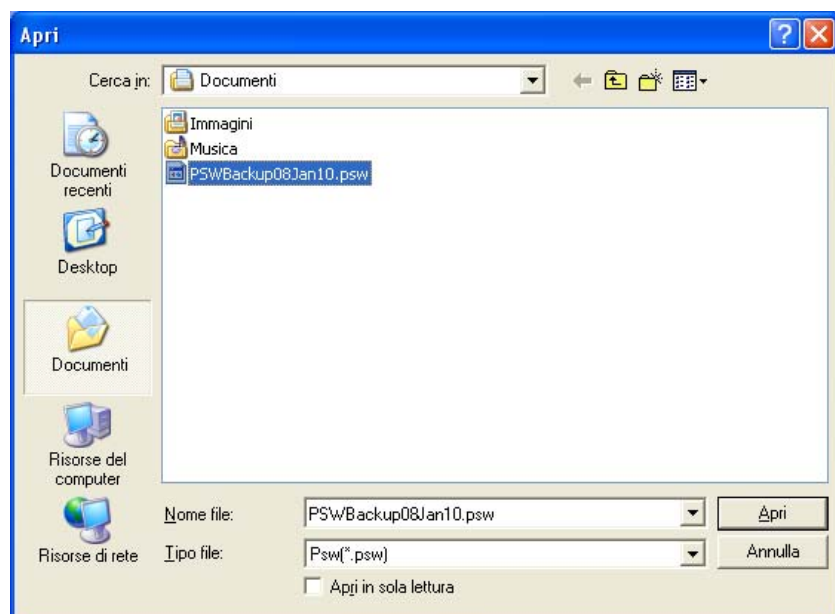 Apri
Cerca in: Documenti
Documenti
recenti
Desktop
Documenti
Risorse del
computer
Risorse di rete
Immagini
Musica
PSWBackup08Jan10.psw
Nome file: PSWBackup08Jan10.psw Apri
Tipo file: Psw(*.psw) Annulla
Apri in sola lettura